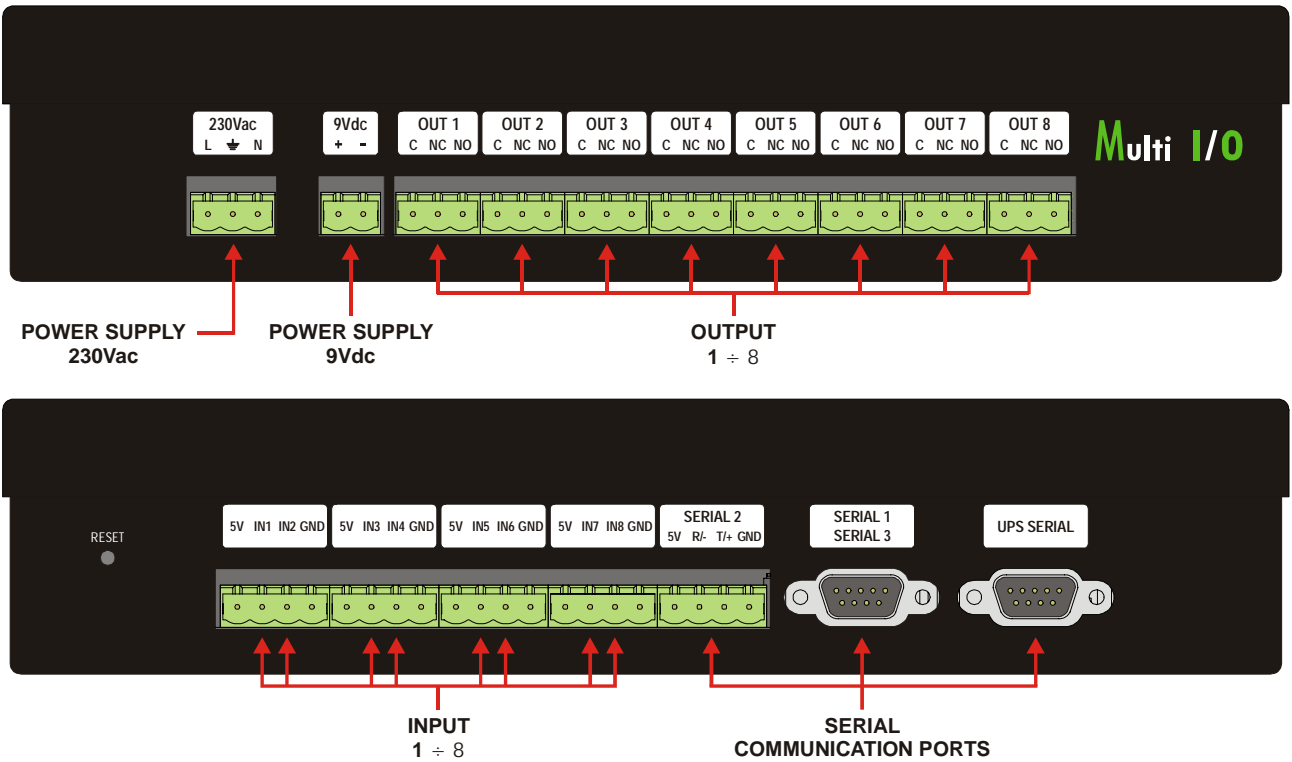 230Vac
L N
9Vdc
+ -
OUT 1
C NC NO
OUT 2
C NC NO
OUT 3
C NC NO
OUT 4
C NC NO
OUT 5
C NC NO
OUT 6
C NC NO
OUT 7
C NC NO
OUT 8
C NC NO
Multi I/O
POWER SUPPLY
230Vac
POWER SUPPLY
9Vdc
OUTPUT
1 ÷ 8
RESET
5V IN1 IN2 GND
5V IN3 IN4 GND
5V IN5 IN6 GND
5V IN7 IN8 GND
SERIAL 2
5V R/- T/+ GND
SERIAL 1
SERIAL 3
UPS SERIAL
INPUT
1 ÷ 8
SERIAL
COMMUNICATION PORTS